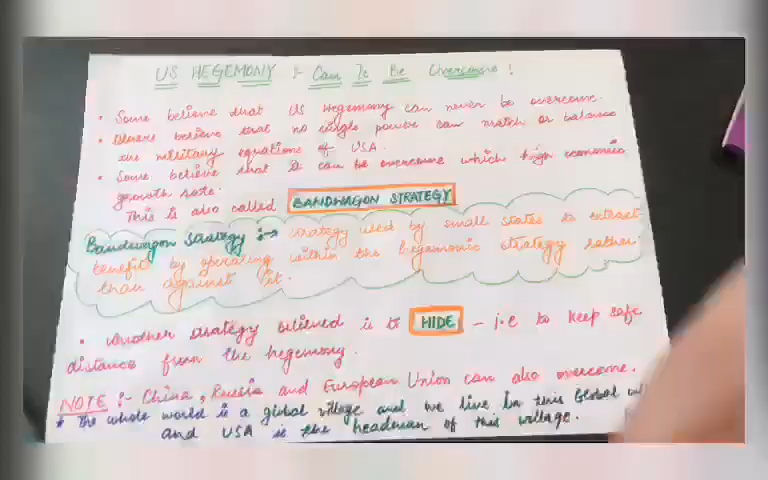 US HEGEMONY :- Can It Be Overcome!
• Some believe that US Hegemony can never be overcome.
• Others believe that no single power can match or balance
the military equations of USA.
• Some believe that it can be overcome which high economic
growth rate.
This is also called BANDWAGON STRATEGY
Bandwagon strategy :→ strategy used by small states to extract
benefit by operating within the hegemonic strategy rather
than against it.
• Another strategy believed is to HIDE - i.e to keep safe
distance from the hegemony.
NOTE :- China, Russia and European Union can also overcome.
* The whole world is a global village and we live in this Global
and USA is the headman of this village.